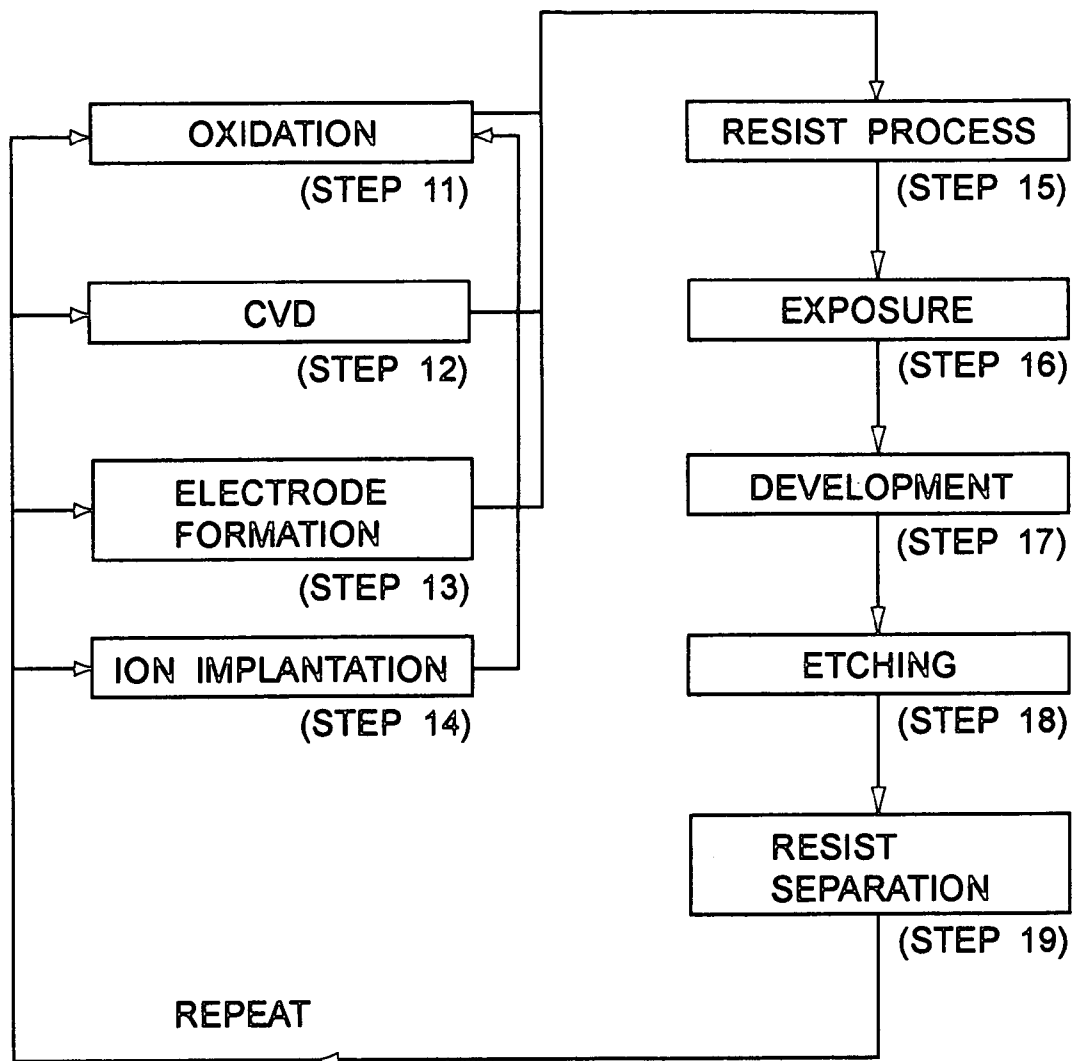 OXIDATION
(STEP 11)
CVD
(STEP 12)
ELECTRODE
FORMATION
(STEP 13)
ION IMPLANTATION
(STEP 14)
RESIST PROCESS
(STEP 15)
EXPOSURE
(STEP 16)
DEVELOPMENT
(STEP 17)
ETCHING
(STEP 18)
RESIST
SEPARATION
(STEP 19)
REPEAT